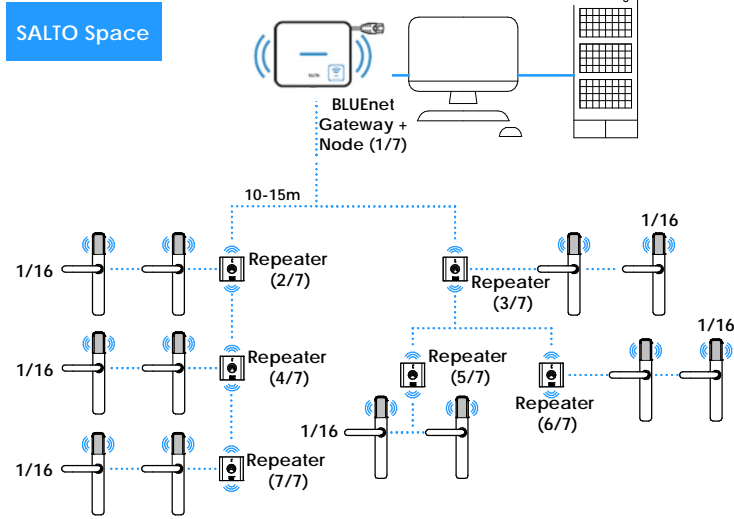 SALTO Space
BLUEnet
Gateway +
Node (1/7)
10-15m
1/16
1/16
Repeater
(2/7)
Repeater
(3/7)
1/16
1/16
Repeater
(4/7)
Repeater
(5/7)
Repeater
(6/7)
1/16
1/16
Repeater
(7/7)